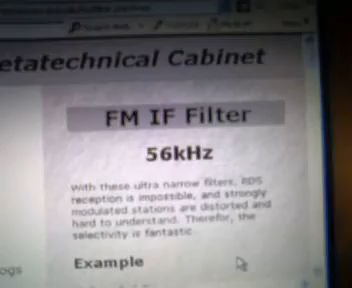 etatechnical Cabinet
FM IF Filter
56kHz
With these ultra narrow filters, RDS
reception is impossible, and strongly
modulated stations are distorted and
hard to understand. Therefor, the
selectivity is fantastic.
Example
ogs